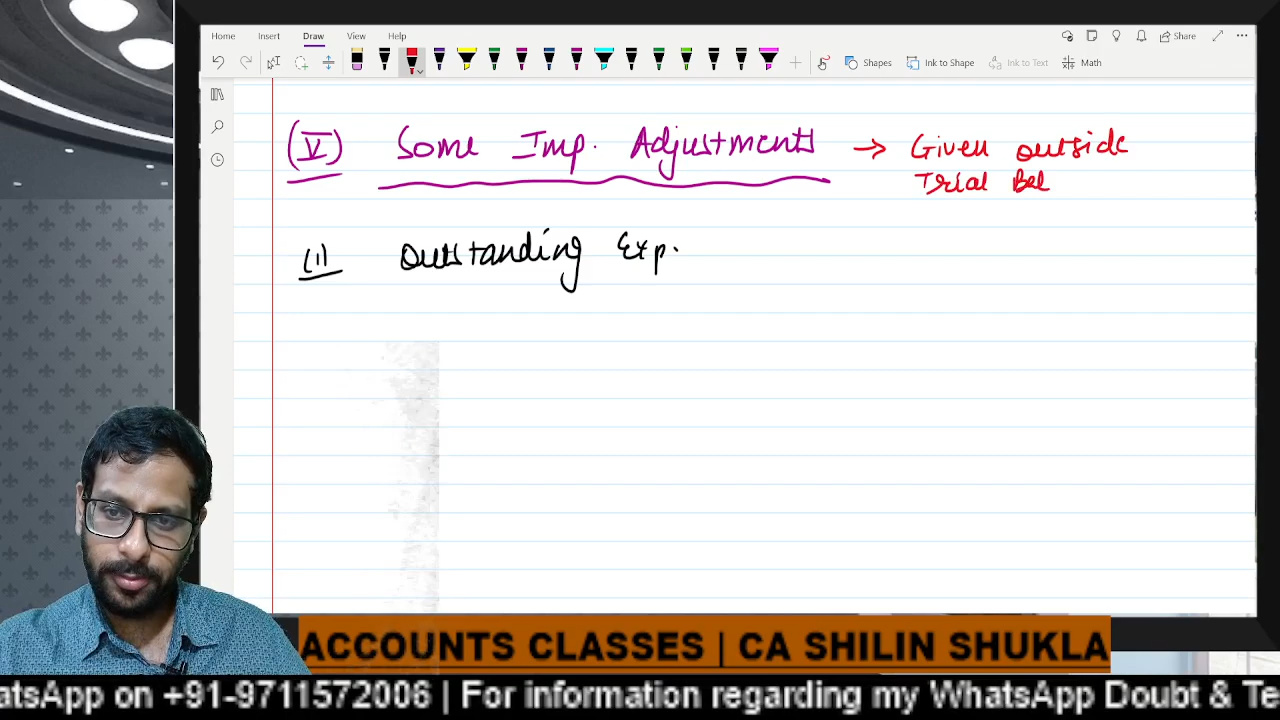 Home Insert Draw View Help Share
Shapes Ink to Shape Ink to Text Math
(V) Some Imp. Adjustments → Given outside
Trial Bal
(1) Outstanding Exp.
ACCOUNTS CLASSES | CA SHILIN SHUKLA
atsApp on +91-9711572006 | For information regarding my WhatsApp Doubt & Te